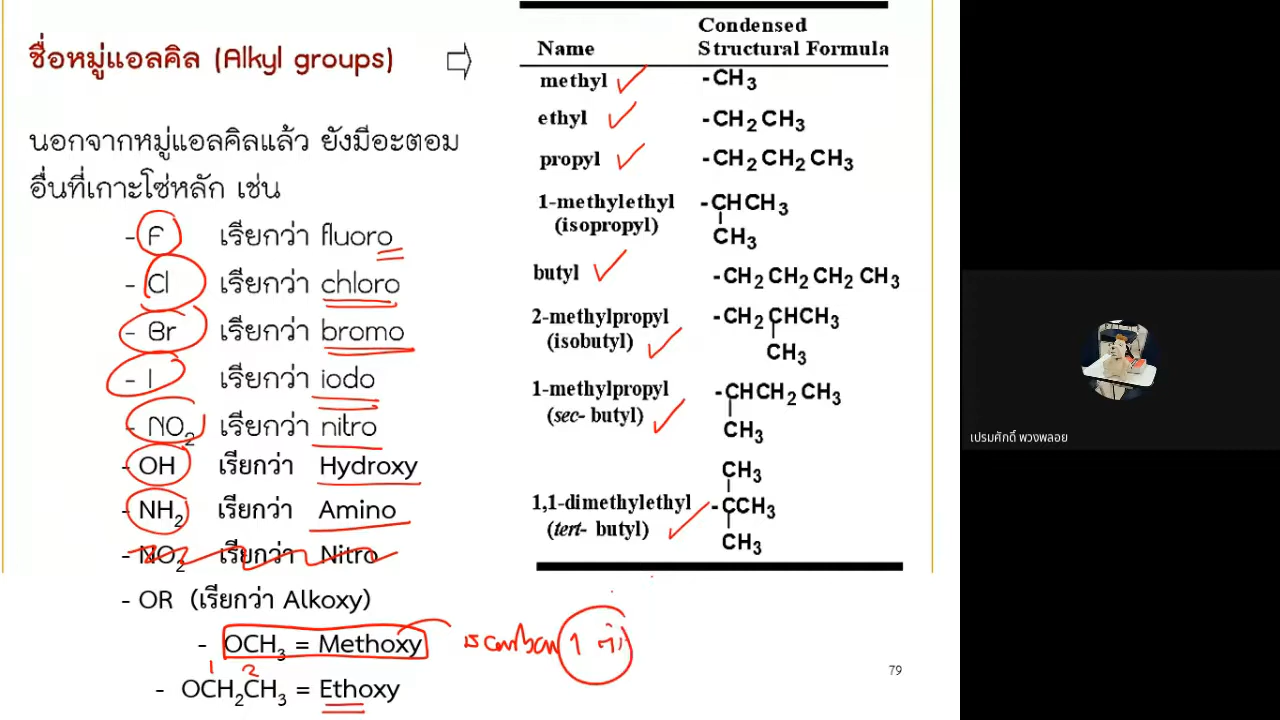 ชื่อหมู่แอลคิล (Alkyl groups)
นอกจากหมู่แอลคิลแล้ว ยังมีอะตอม
อื่นที่เกาะโซ่หลัก เช่น
- F เรียกว่า fluoro
- Cl เรียกว่า chloro
- Br เรียกว่า bromo
- I เรียกว่า iodo
- NO2 เรียกว่า nitro
- OH เรียกว่า Hydroxy
- NH2 เรียกว่า Amino
- NO2 เรียกว่า Nitro
- OR (เรียกว่า Alkoxy)
- OCH3 = Methoxy
carbon 1
1 2
- OCH2CH3 = Ethoxy
Name Condensed Structural Formula
methyl -CH3
ethyl -CH2CH3
propyl -CH2CH2CH3
1-methylethyl -CHCH3
(isopropyl) CH3
butyl -CH2CH2CH2CH3
2-methylpropyl -CH2CHCH3
(isobutyl) CH3
1-methylpropyl -CHCH2CH3
(sec-butyl) CH3
CH3
1,1-dimethylethyl -CCH3
(tert-butyl) CH3
79
เปรมศักดิ์ พวงพลอย